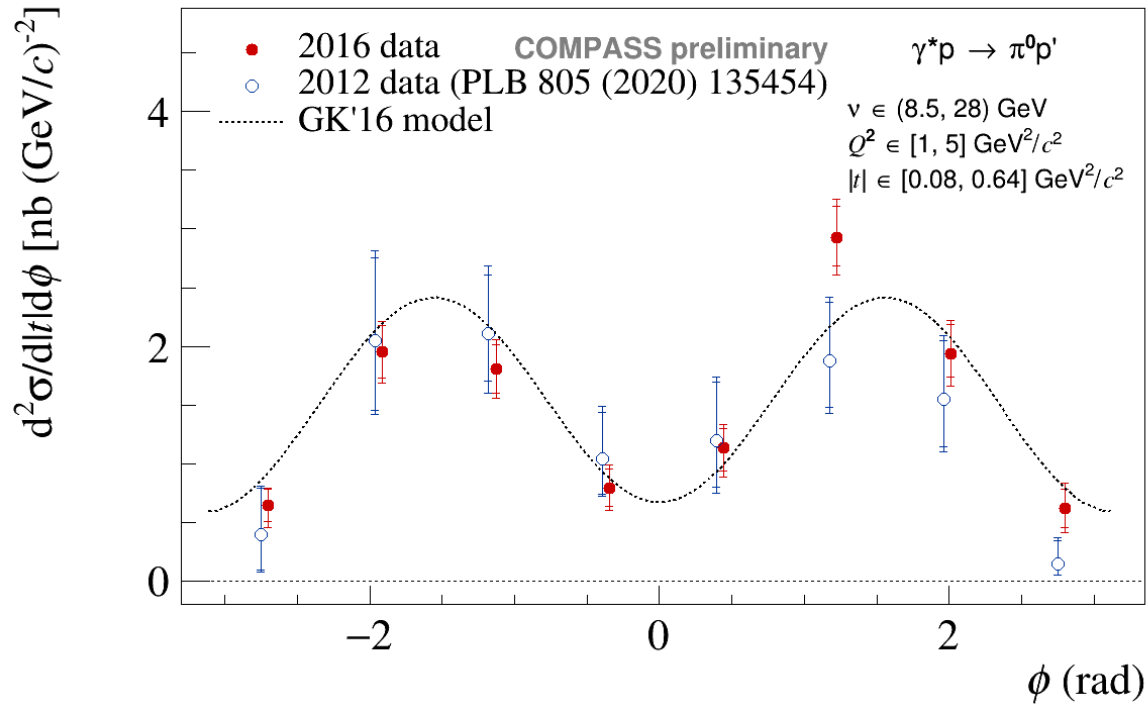 d²σ/d|t|dϕ [nb (GeV/c)⁻²]
2016 data
COMPASS preliminary
γ*p → π⁰p'
2012 data (PLB 805 (2020) 135454)
GK'16 model
ν ∈ (8.5, 28) GeV
Q² ∈ [1, 5] GeV²/c²
|t| ∈ [0.08, 0.64] GeV²/c²
4
2
0
−2
0
2
ϕ (rad)